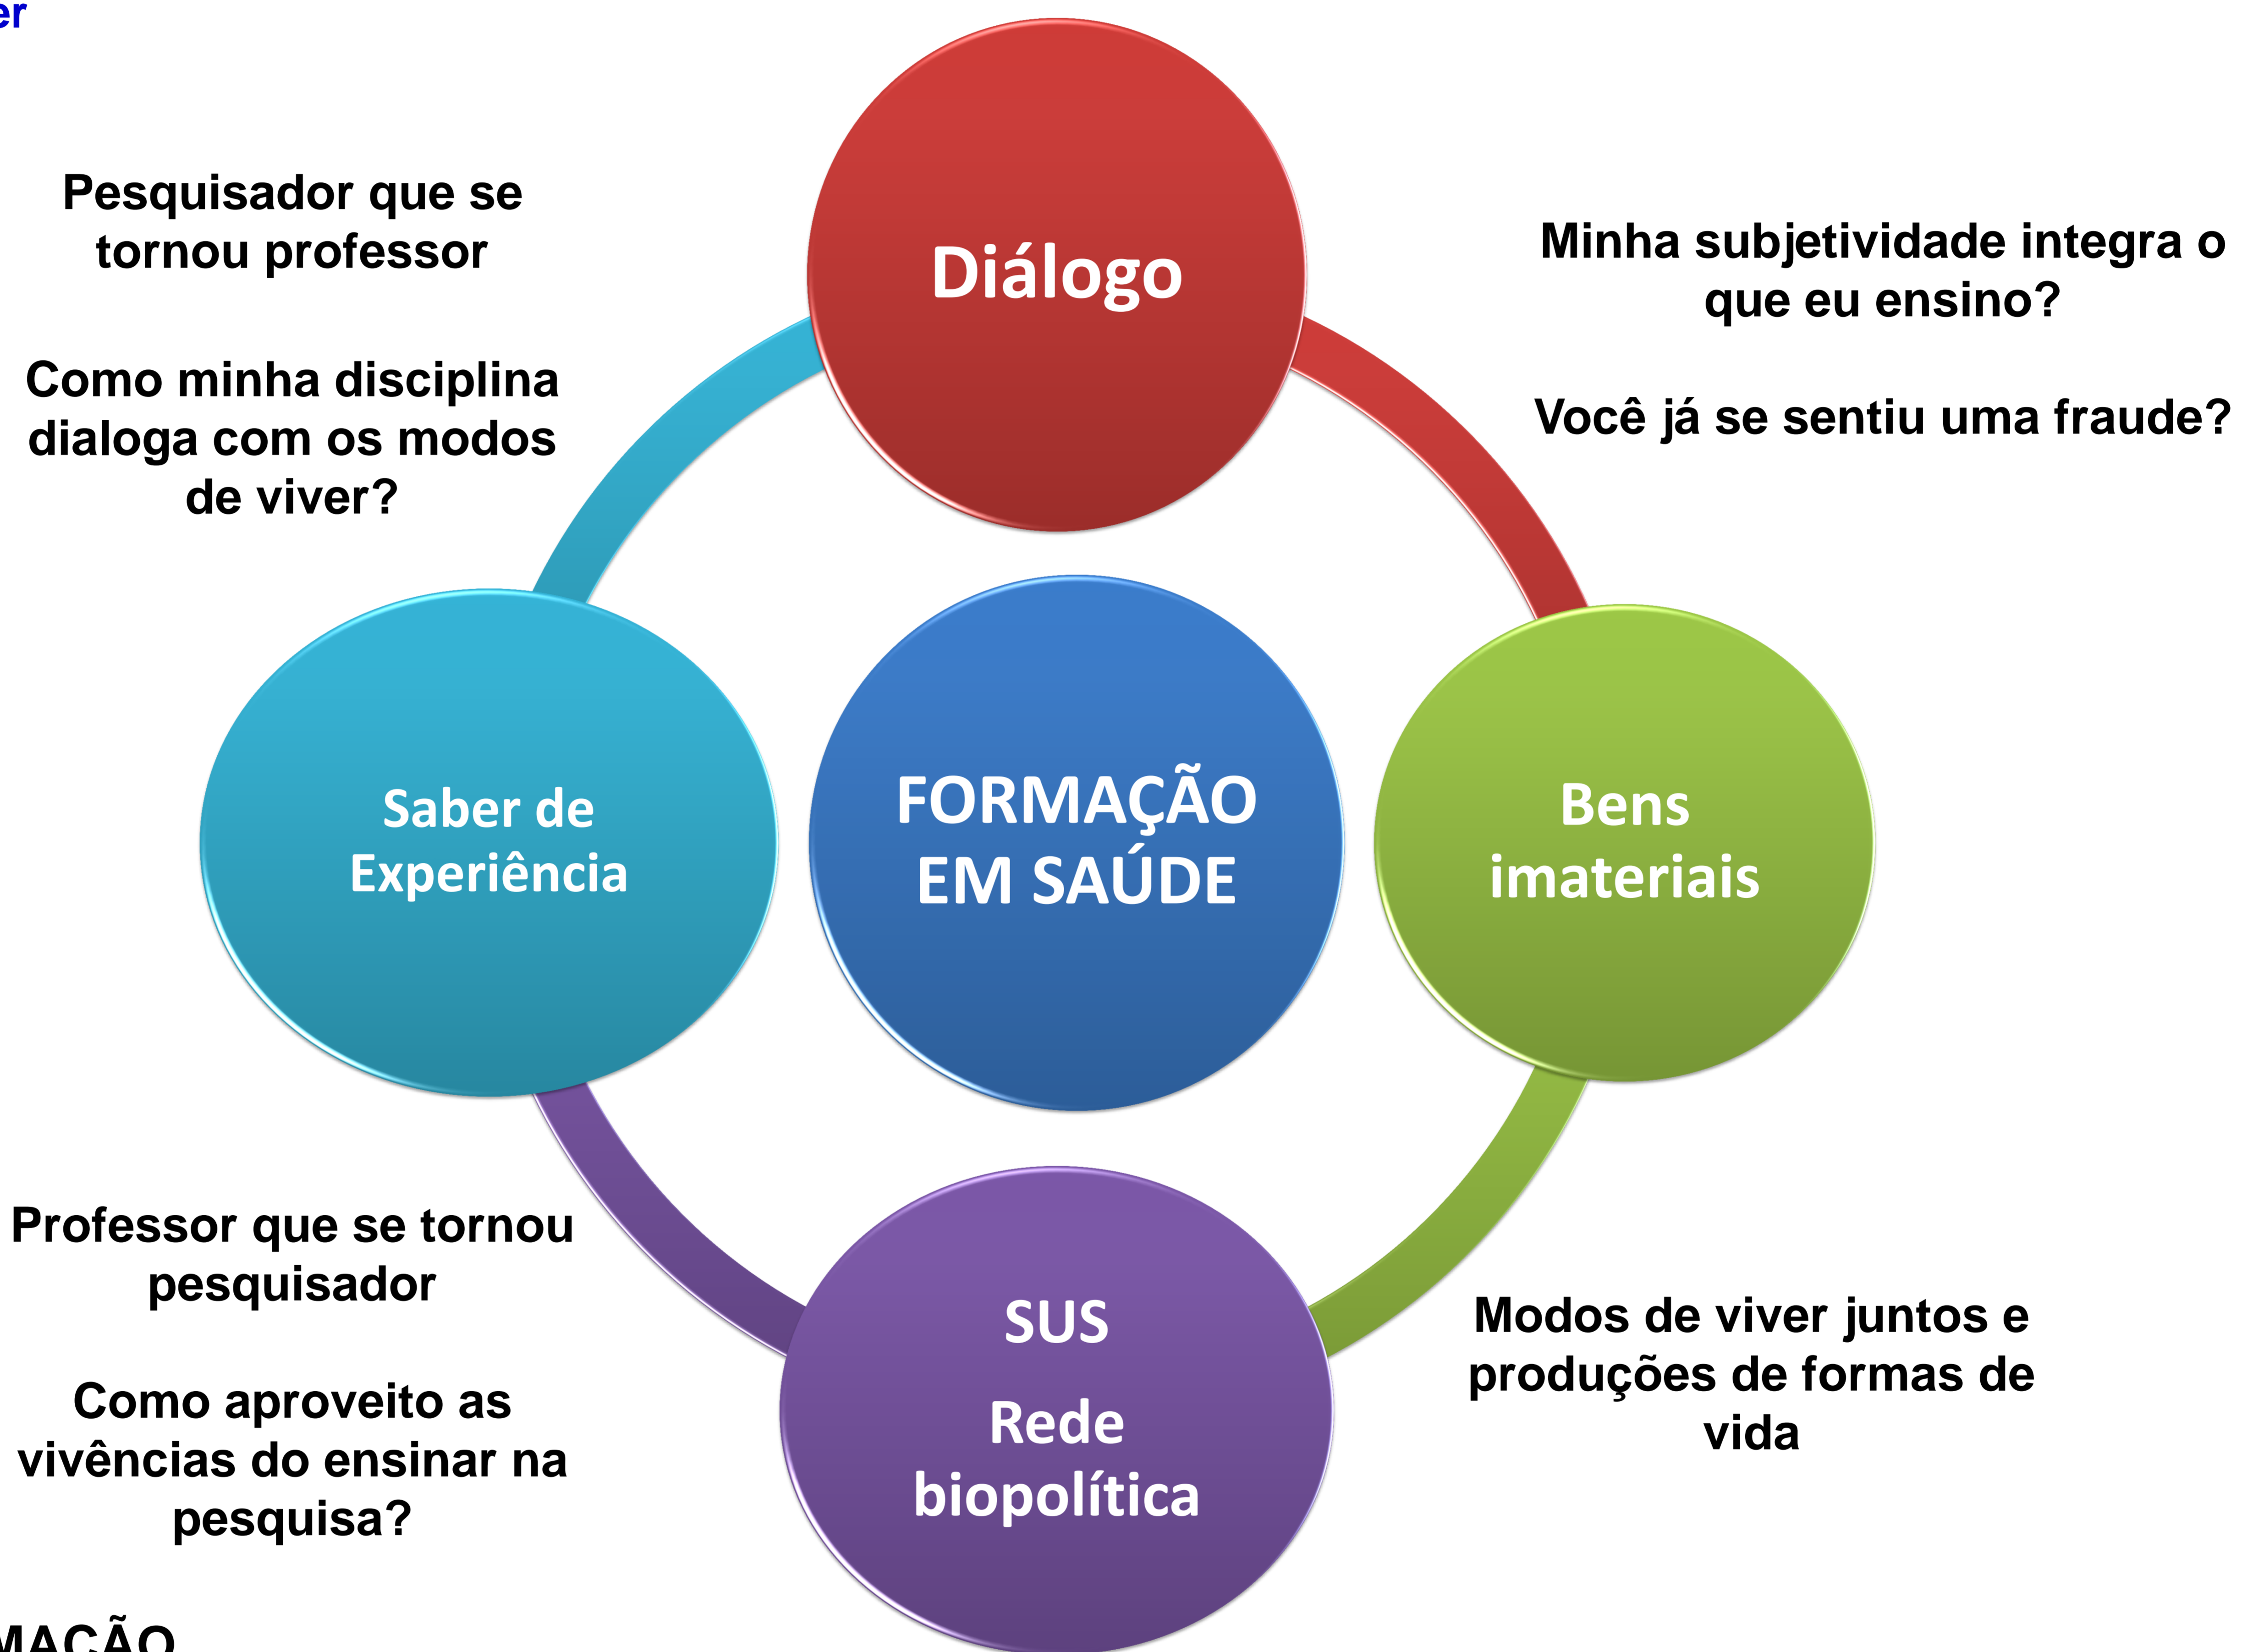 er
Pesquisador que se
tornou professor
Como minha disciplina
dialoga com os modos
de viver?
Diálogo
Minha subjetividade integra o
que eu ensino?
Você já se sentiu uma fraude?
Saber de
Experiência
FORMAÇÃO
EM SAÚDE
Bens
imateriais
Professor que se tornou
pesquisador
Como aproveito as
vivências do ensinar na
pesquisa?
SUS
Rede
biopolítica
Modos de viver juntos e
produções de formas de
vida
MAÇÃO